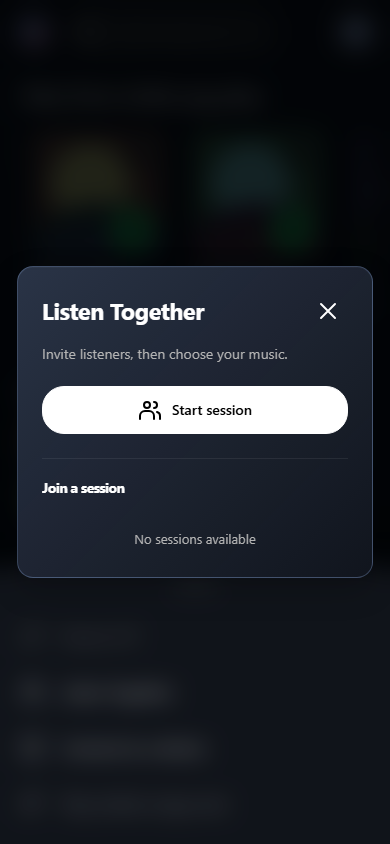 Listen Together
Invite listeners, then choose your music.
Start session
Join a session
No sessions available